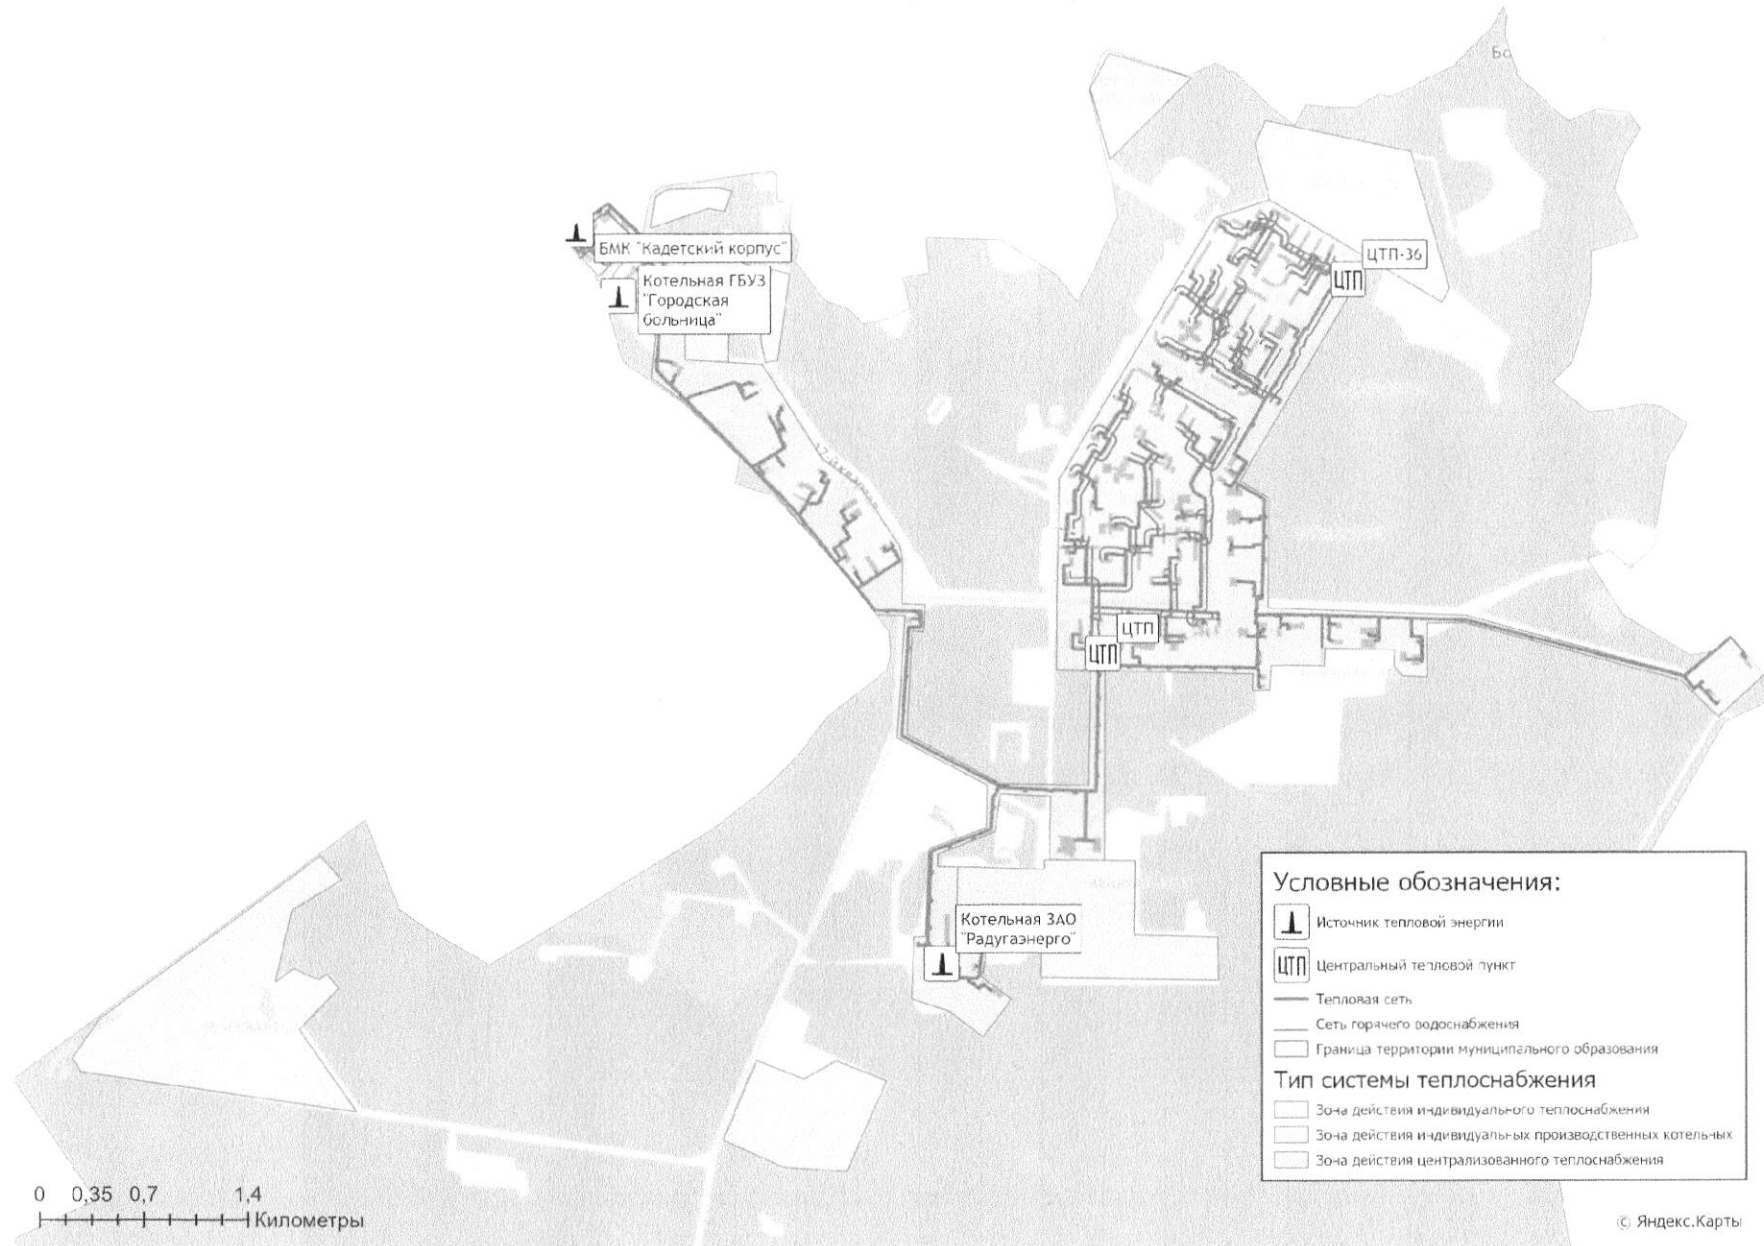 Бо
БМК "Кадетский корпус"
Котельная ГБУЗ
"Городская
больница"
ЦТП-36
ЦТП
ЦТП
ЦТП
Котельная ЗАО
"Радугаэнерго"
Условные обозначения:
Источник тепловой энергии
ЦТП Центральный тепловой пункт
Тепловая сеть
Сеть горячего водоснабжения
Граница территории муниципального образования
Тип системы теплоснабжения
Зона действия индивидуального теплоснабжения
Зона действия индивидуальных производственных котельных
Зона действия централизованного теплоснабжения
0 0,35 0,7 1,4
Километры
© Яндекс.Карты